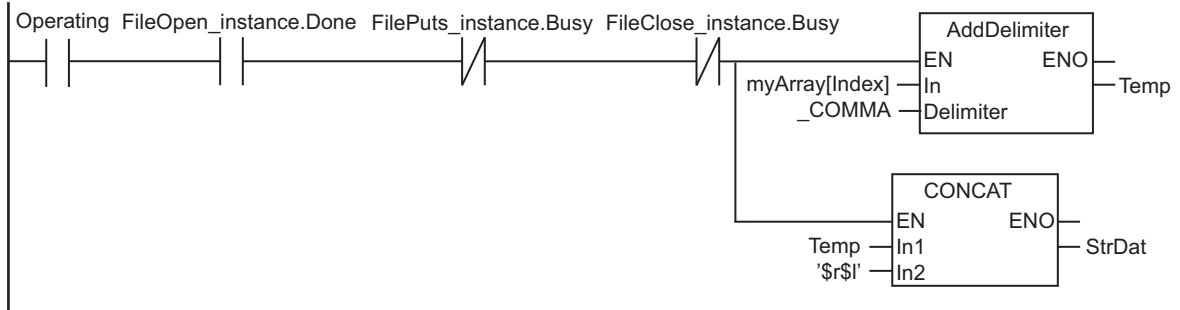 Operating FileOpen_instance.Done FilePuts_instance.Busy FileClose_instance.Busy
AddDelimiter
EN ENO
myArray[Index] In Temp
_COMMA Delimiter
CONCAT
EN ENO
Temp In1 StrDat
'$r$l' In2